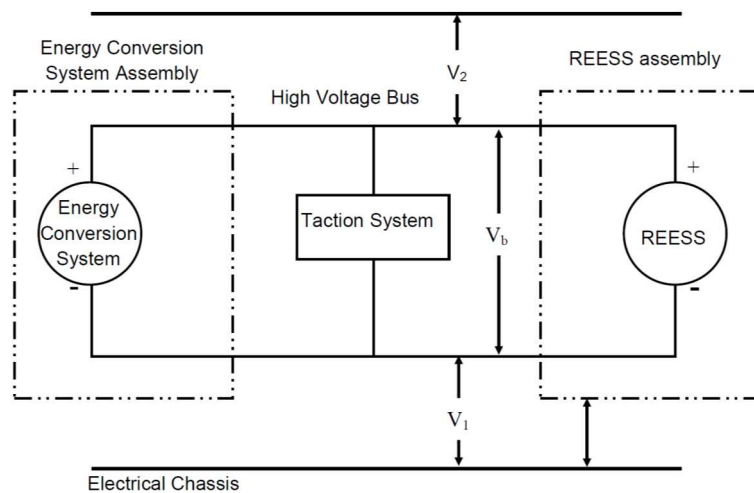 Energy Conversion
System Assembly
REESS assembly
V2
High Voltage Bus
+
+
Energy
Conversion
System
Taction System
Vb
REESS
-
-
V1
Electrical Chassis